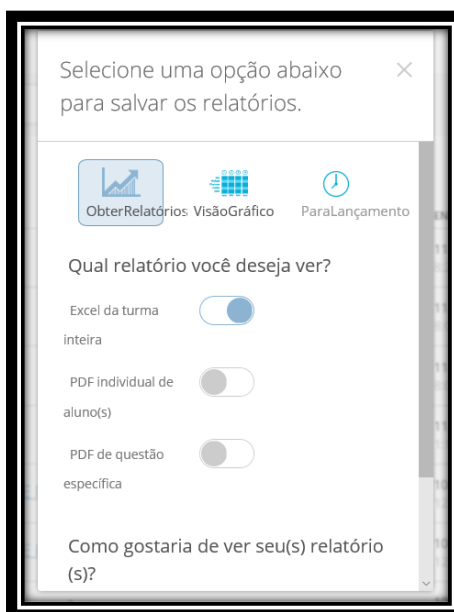 Selecione uma opção abaixo
para salvar os relatórios.
ObterRelatórios VisãoGráfico ParaLançamento
Qual relatório você deseja ver?
Excel da turma
inteira
PDF individual de
aluno(s)
PDF de questão
específica
Como gostaria de ver seu(s) relatório
(s)?